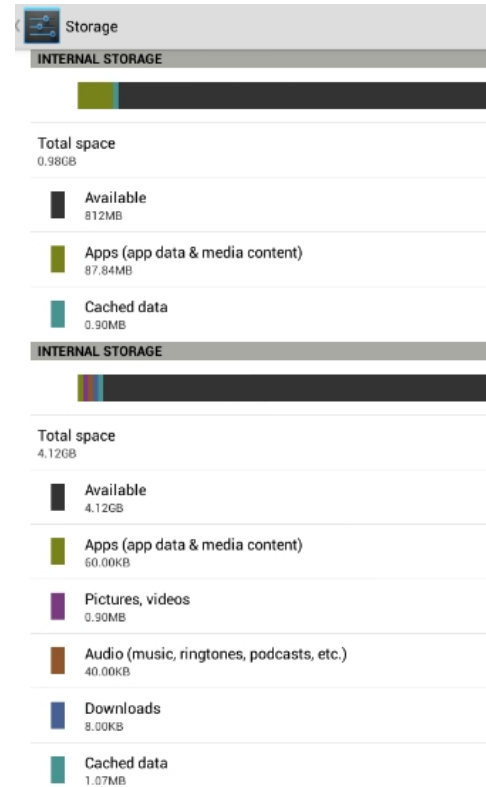 Storage
INTERNAL STORAGE
Total space
0.98GB
Available
812MB
Apps (app data & media content)
87.84MB
Cached data
0.90MB
INTERNAL STORAGE
Total space
4.12GB
Available
4.12GB
Apps (app data & media content)
60.00KB
Pictures, videos
0.90MB
Audio (music, ringtones, podcasts, etc.)
40.00KB
Downloads
8.00KB
Cached data
1.07MB